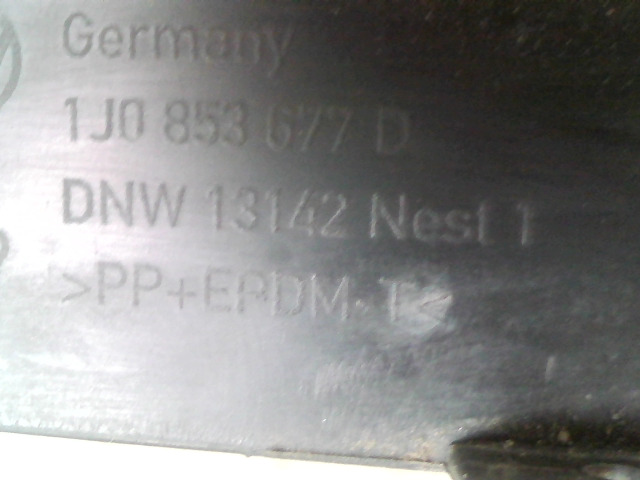 Germany
1J0 853 677 D
DNW 13142 Nest 1
>PP+EPDM-T<